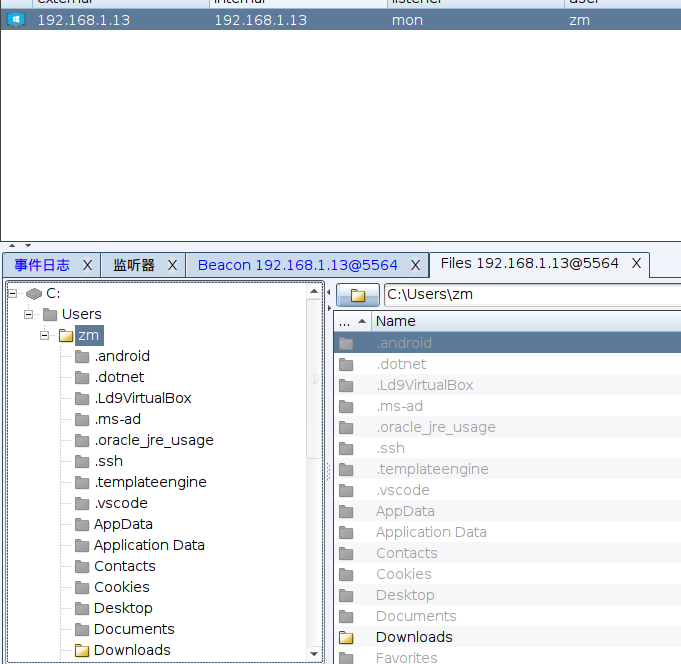 external internal listener user
192.168.1.13 192.168.1.13 mon zm
事件日志 X 监听器 X Beacon 192.168.1.13@5564 X Files 192.168.1.13@5564 X
C:
Users
zm
.android
.dotnet
.Ld9VirtualBox
.ms-ad
.oracle_jre_usage
.ssh
.templateengine
.vscode
AppData
Application Data
Contacts
Cookies
Desktop
Documents
Downloads
C:\Users\zm
... Name
.android
.dotnet
.Ld9VirtualBox
.ms-ad
.oracle_jre_usage
.ssh
.templateengine
.vscode
AppData
Application Data
Contacts
Cookies
Desktop
Documents
Downloads
Favorites